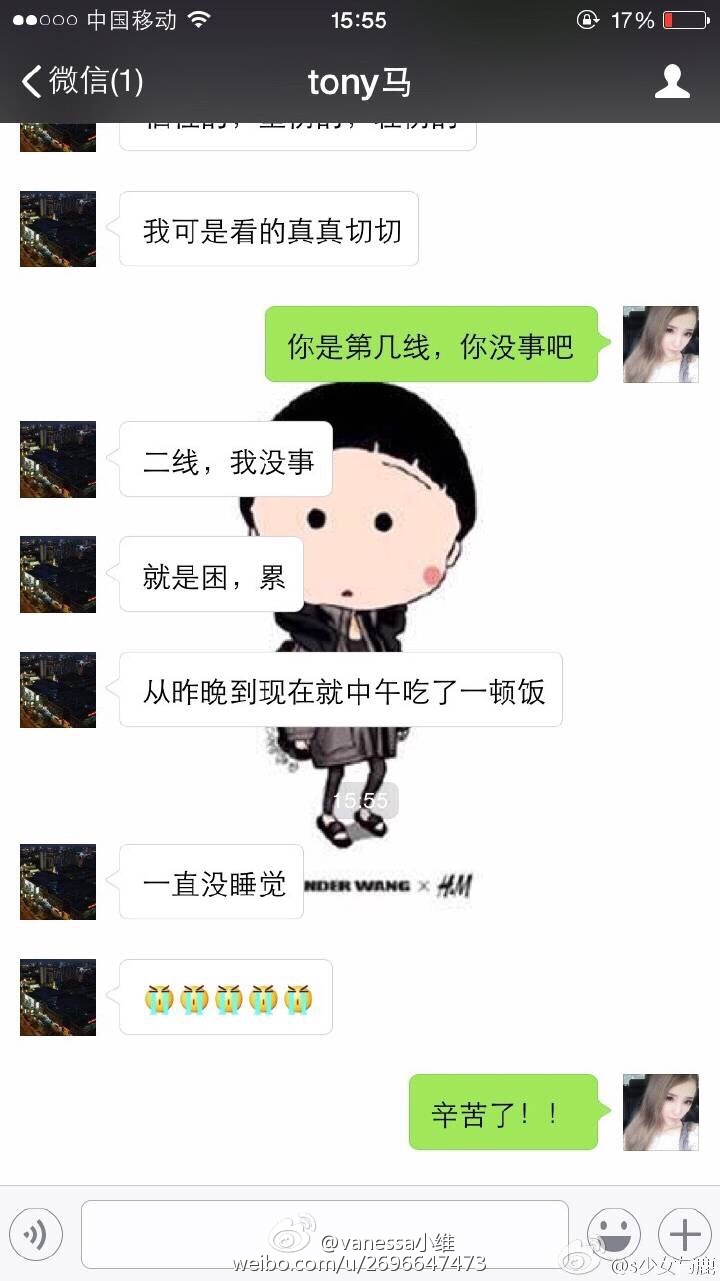 中国移动
15:55
17%
微信(1)
tony马
我可是看的真真切切
你是第几线，你没事吧
二线，我没事
就是困，累
从昨晚到现在就中午吃了一顿饭
15:55
一直没睡觉
NDER WANG × H&M
😭😭😭😭😭
辛苦了！！
@vanessa小维
weibo.com/u/2696647473